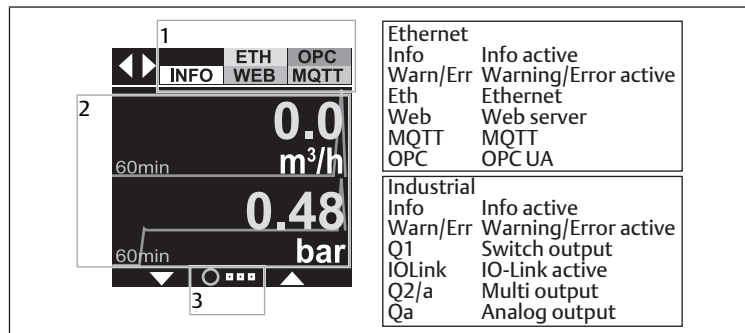 1
ETH OPC
INFO WEB MQTT
2
0.0
60min m³/h
0.48
60min bar
3
Ethernet
Info Info active
Warn/Err Warning/Error active
Eth Ethernet
Web Web server
MQTT MQTT
OPC OPC UA
Industrial
Info Info active
Warn/Err Warning/Error active
Q1 Switch output
IOLink IO-Link active
Q2/a Multi output
Qa Analog output